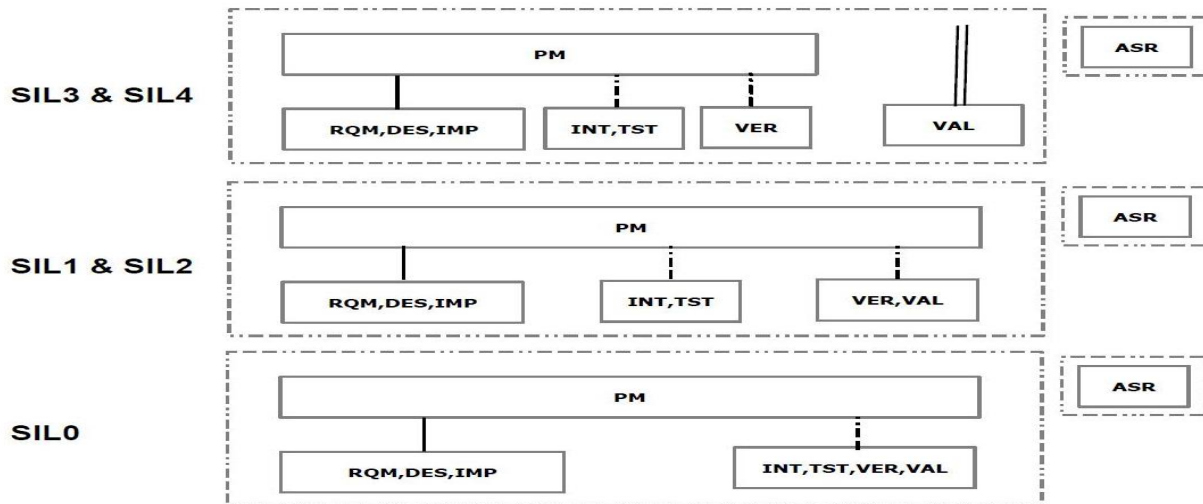 PM
ASR
SIL3 & SIL4
RQM,DES,IMP
INT,TST
VER
VAL
PM
ASR
SIL1 & SIL2
RQM,DES,IMP
INT,TST
VER,VAL
PM
ASR
SIL0
RQM,DES,IMP
INT,TST,VER,VAL